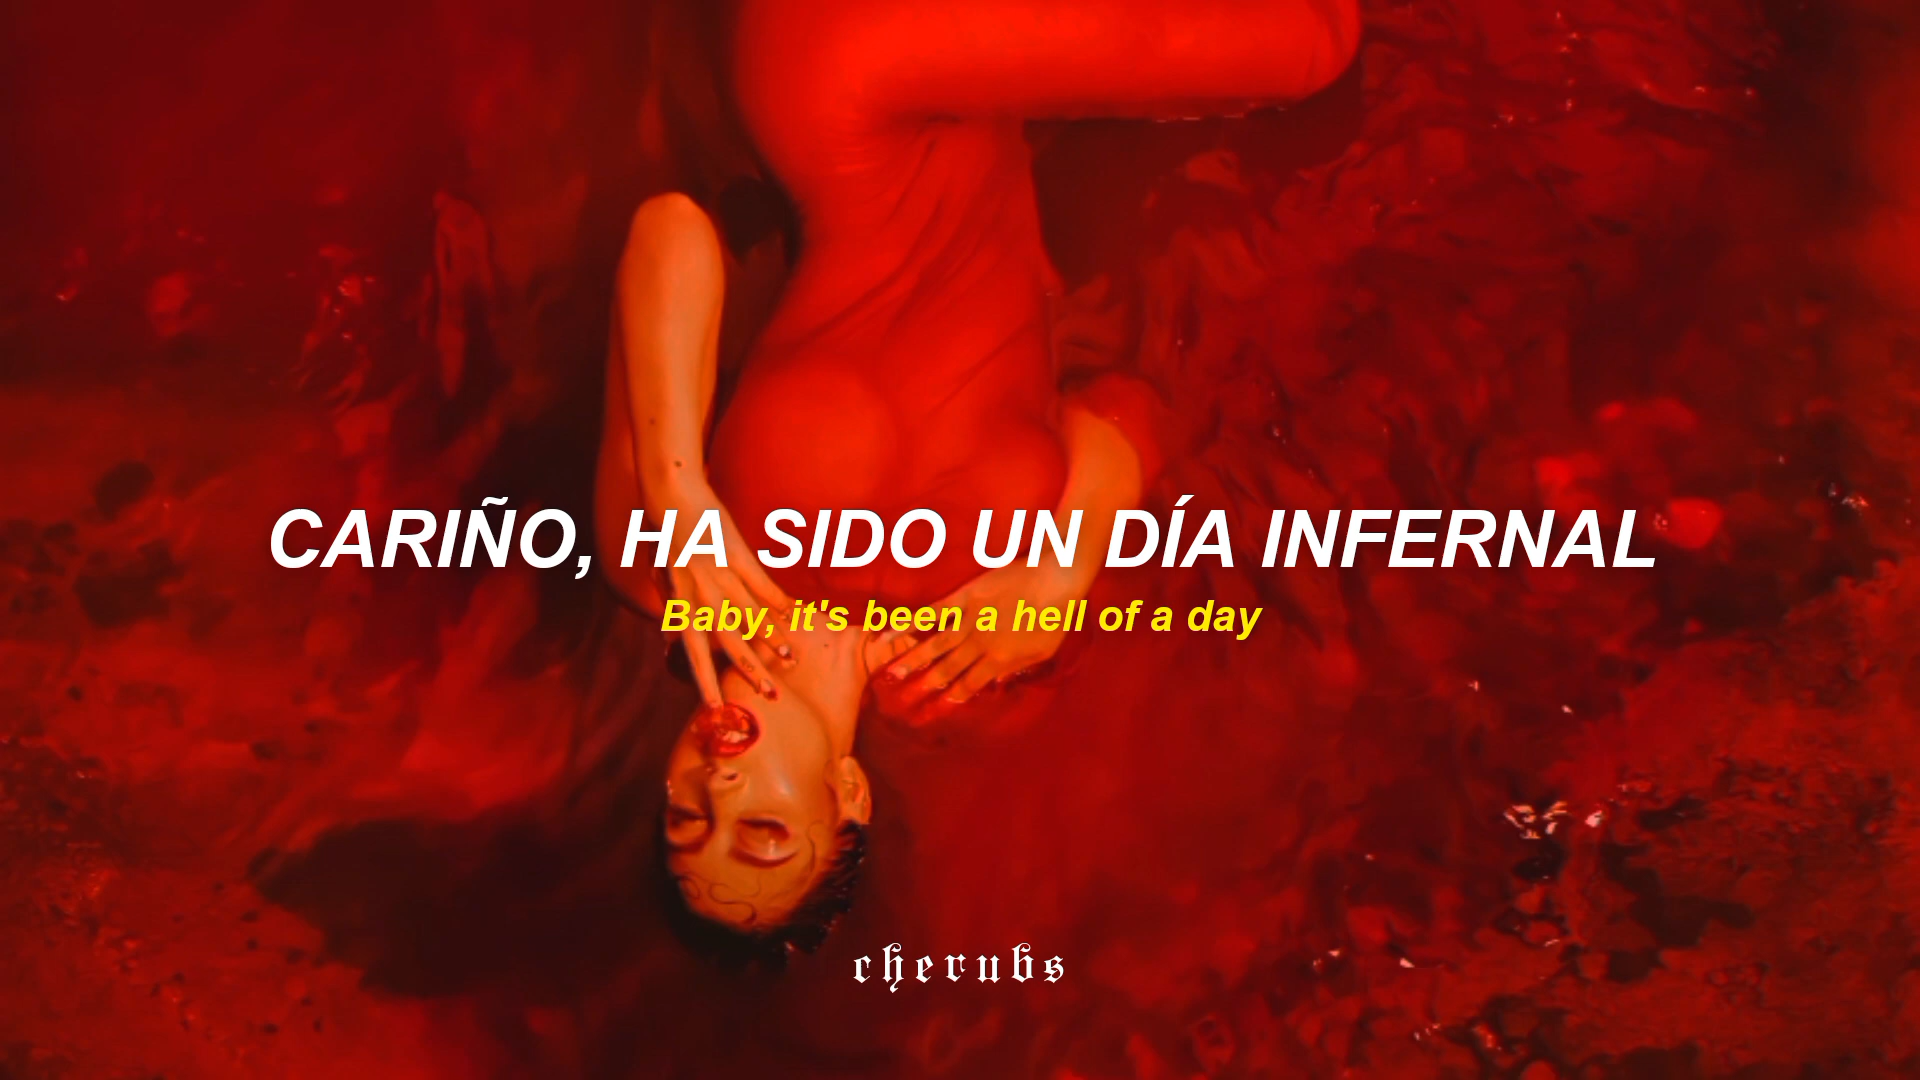 CARIÑO, HA SIDO UN DÍA INFERNAL
Baby, it's been a hell of a day
cherubs